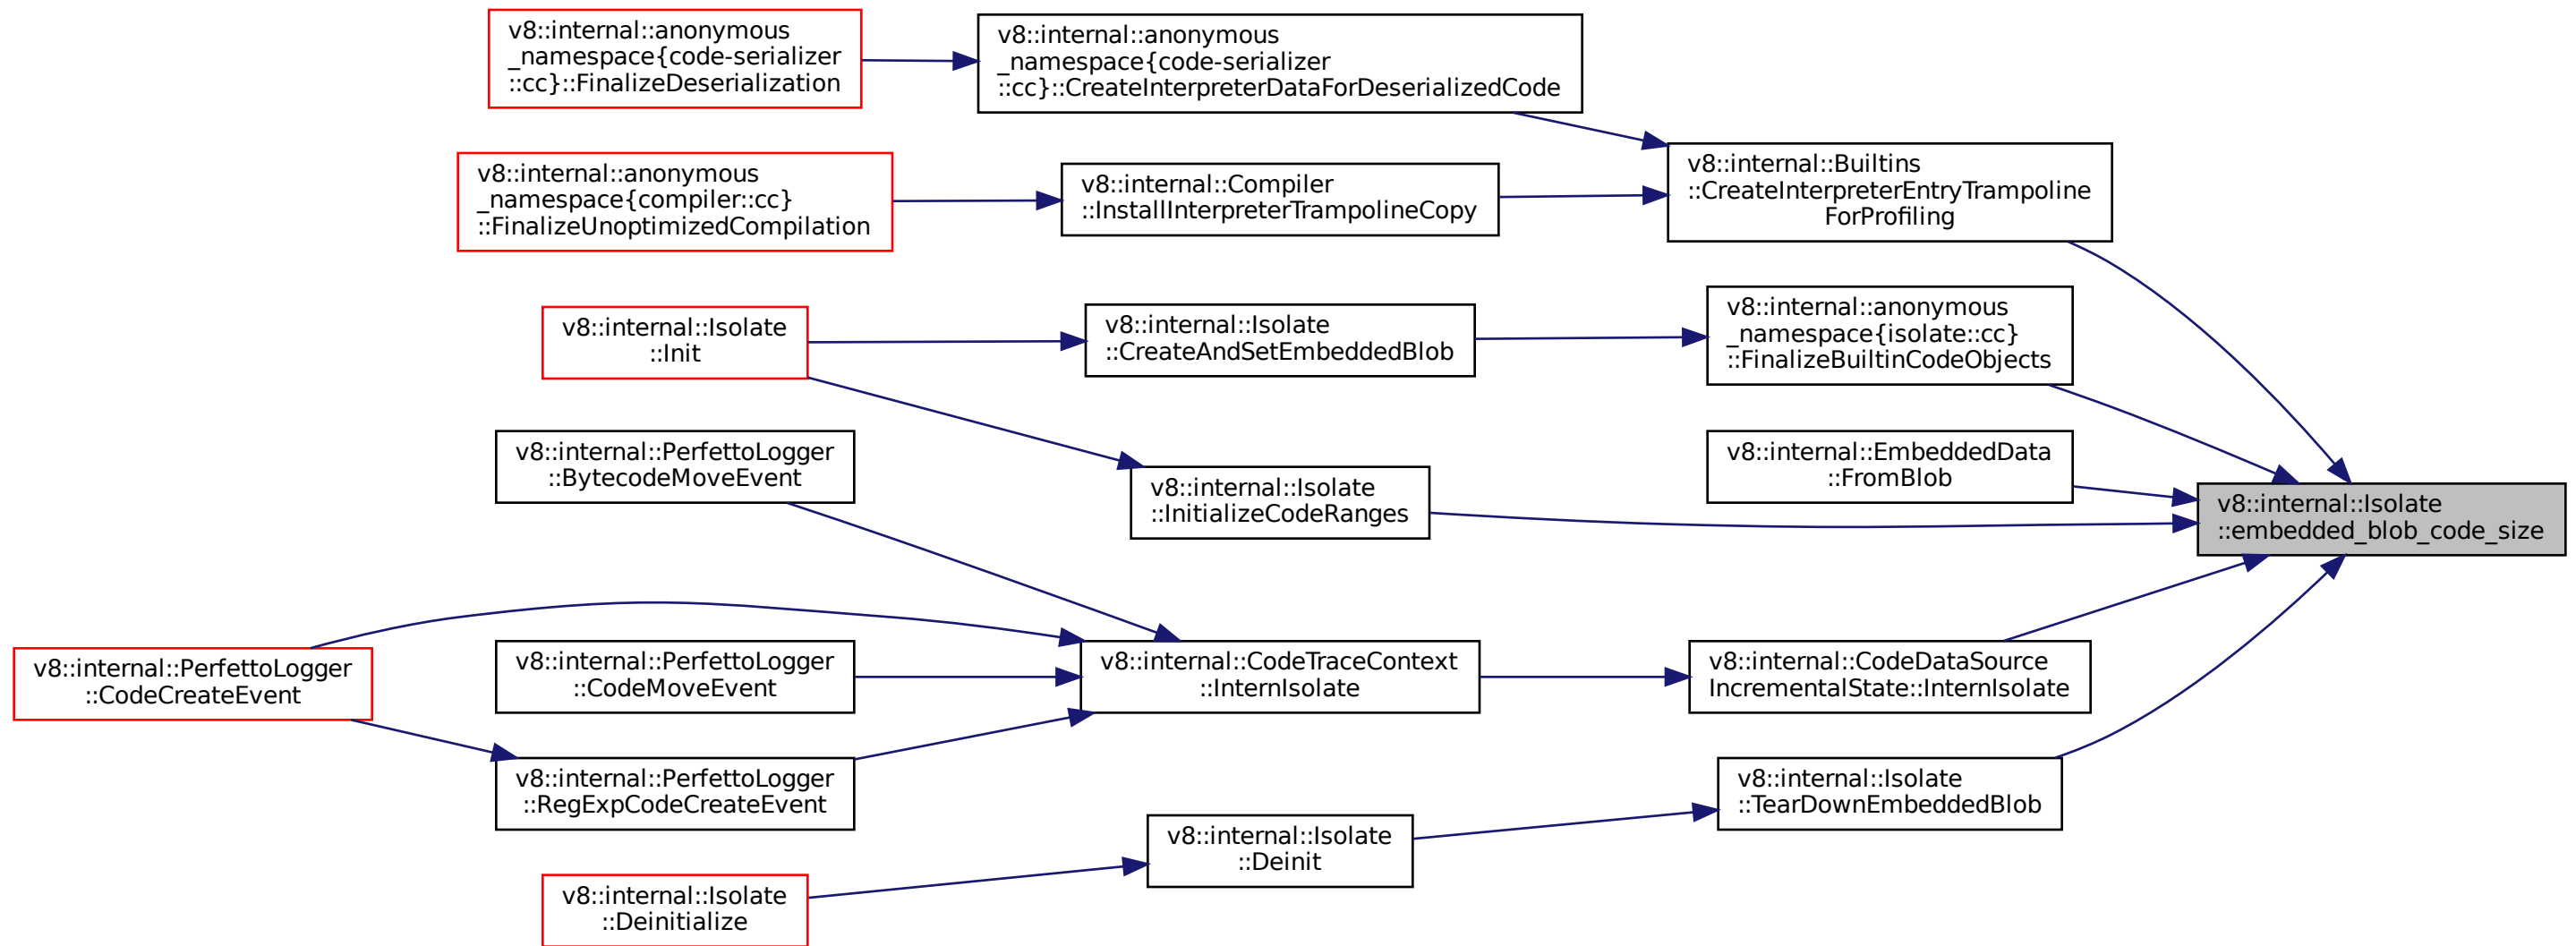 v8::internal::anonymous
_namespace{code-serializer
::cc}::FinalizeDeserialization
v8::internal::anonymous
_namespace{code-serializer
::cc}::CreateInterpreterDataForDeserializedCode
v8::internal::anonymous
_namespace{compiler::cc}
::FinalizeUnoptimizedCompilation
v8::internal::Compiler
::InstallInterpreterTrampolineCopy
v8::internal::Builtins
::CreateInterpreterEntryTrampoline
ForProfiling
v8::internal::Isolate
::Init
v8::internal::Isolate
::CreateAndSetEmbeddedBlob
v8::internal::anonymous
_namespace{isolate::cc}
::FinalizeBuiltinCodeObjects
v8::internal::PerfettoLogger
::BytecodeMoveEvent
v8::internal::Isolate
::InitializeCodeRanges
v8::internal::EmbeddedData
::FromBlob
v8::internal::Isolate
::embedded_blob_code_size
v8::internal::PerfettoLogger
::CodeCreateEvent
v8::internal::PerfettoLogger
::CodeMoveEvent
v8::internal::CodeTraceContext
::InternIsolate
v8::internal::CodeDataSource
IncrementalState::InternIsolate
v8::internal::PerfettoLogger
::RegExpCodeCreateEvent
v8::internal::Isolate
::TearDownEmbeddedBlob
v8::internal::Isolate
::Deinit
v8::internal::Isolate
::Deinitialize